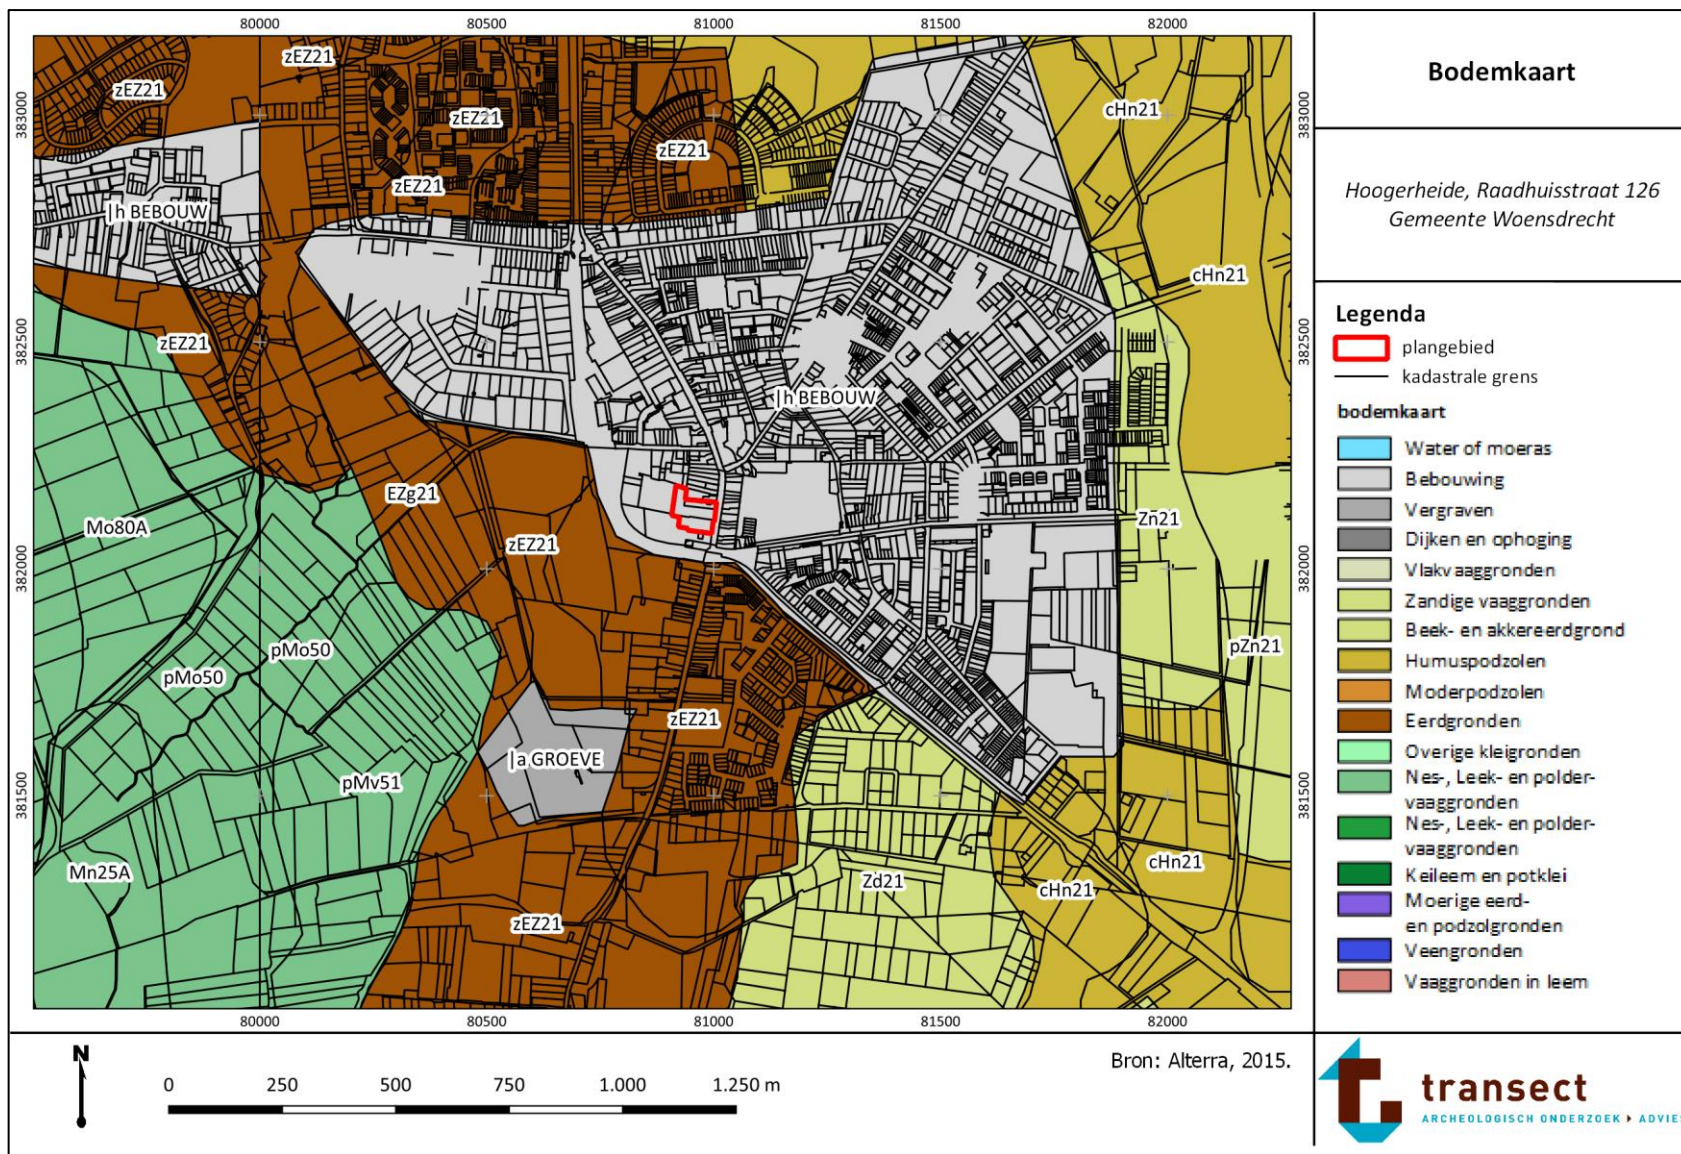 80000 80500 81000 81500 82000
zEZ21
zEZ21
383000
cHn21
383000
zEZ21
zEZ21
zEZ21
|h BEBOUW
cHn21
382500
zEZ21
382500
|h BEBOUW
EZg21
Mo80A
zEZ21
Zn21
382000
382000
pMo50
pZn21
pMo50
zEZ21
|a GROEVE
pMv51
381500
381500
Mn25A
Zd21
cHn21
cHn21
zEZ21
80000 80500 81000 81500 82000
N
0 250 500 750 1.000 1.250 m
Bron: Alterra, 2015.
Bodemkaart
Hoogerheide, Raadhuisstraat 126
Gemeente Woensdrecht
Legenda
plangebied
kadastrale grens
bodemkaart
Water of moeras
Bebouwing
Vergraven
Dijken en ophoging
Vlakvaaggronden
Zandige vaaggronden
Beek- en akkereerdgrond
Humuspodzolen
Moderpodzolen
Eerdgronden
Overige kleigronden
Nes-, Leek- en polder-
vaaggronden
Nes-, Leek- en polder-
vaaggronden
Keileem en potklei
Moerige eerd-
en podzolgronden
Veengronden
Vaaggronden in leem
transect
ARCHEOLOGISCH ONDERZOEK ADVIES